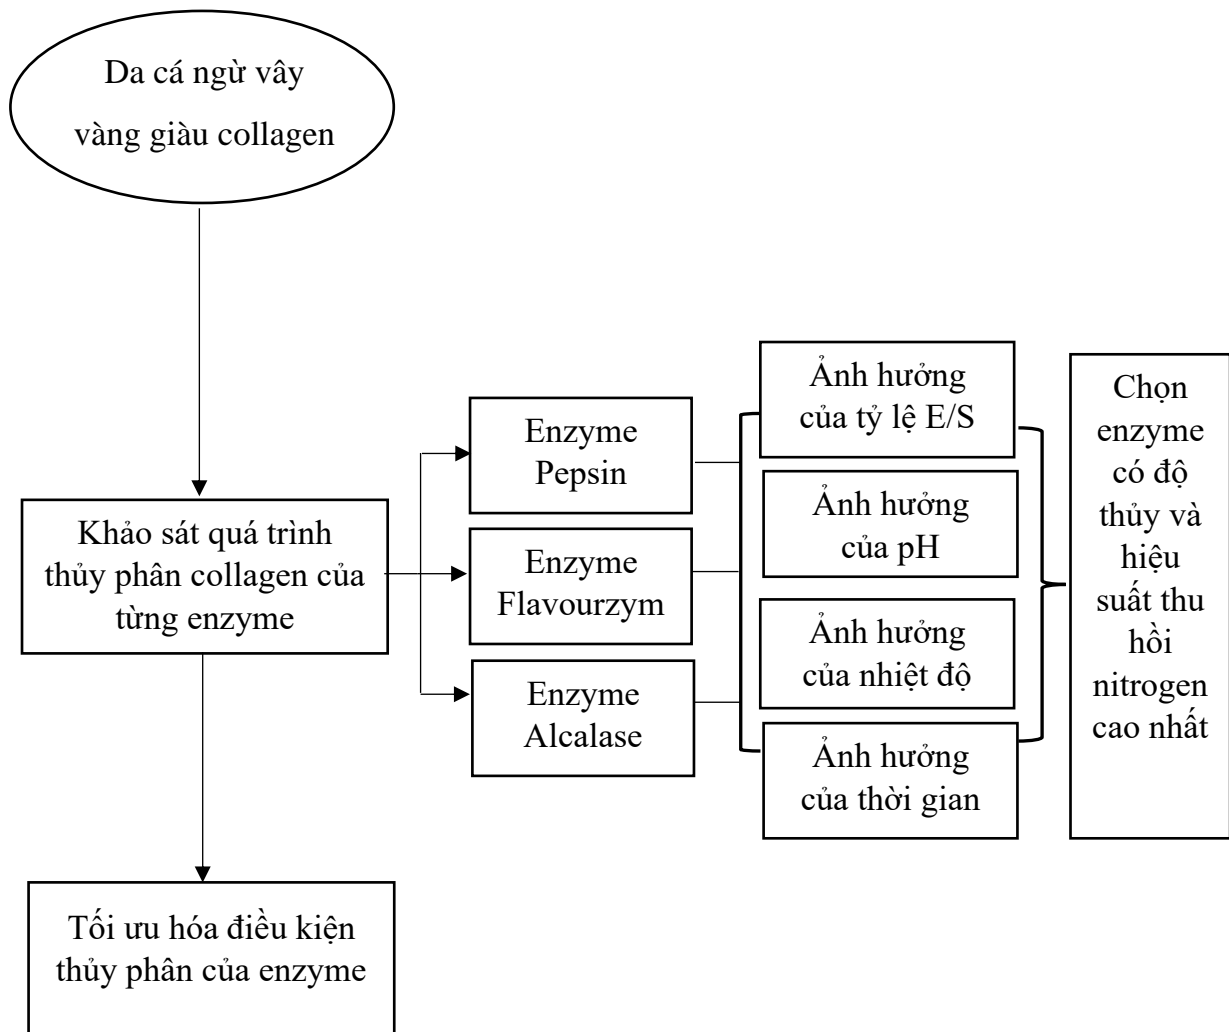 Da cá ngừ vây
vàng giàu collagen
Khảo sát quá trình
thủy phân collagen của
từng enzyme
Tối ưu hóa điều kiện
thủy phân của enzyme
Enzyme
Pepsin
Enzyme
Flavourzym
Enzyme
Alcalase
Ảnh hưởng
của tỷ lệ E/S
Ảnh hưởng
của pH
Ảnh hưởng
của nhiệt độ
Ảnh hưởng
của thời gian
Chọn
enzyme
có độ
thủy và
hiệu
suất thu
hồi
nitrogen
cao nhất